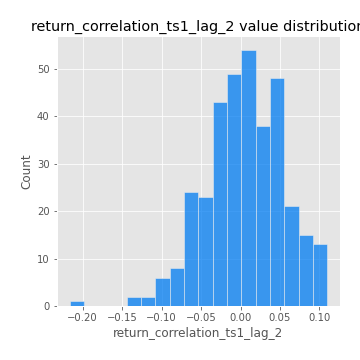 return_correlation_ts1_lag_2 value distribution
50
40
30
20
10
0
Count
−0.20 −0.15 −0.10 −0.05 0.00 0.05 0.10
return_correlation_ts1_lag_2